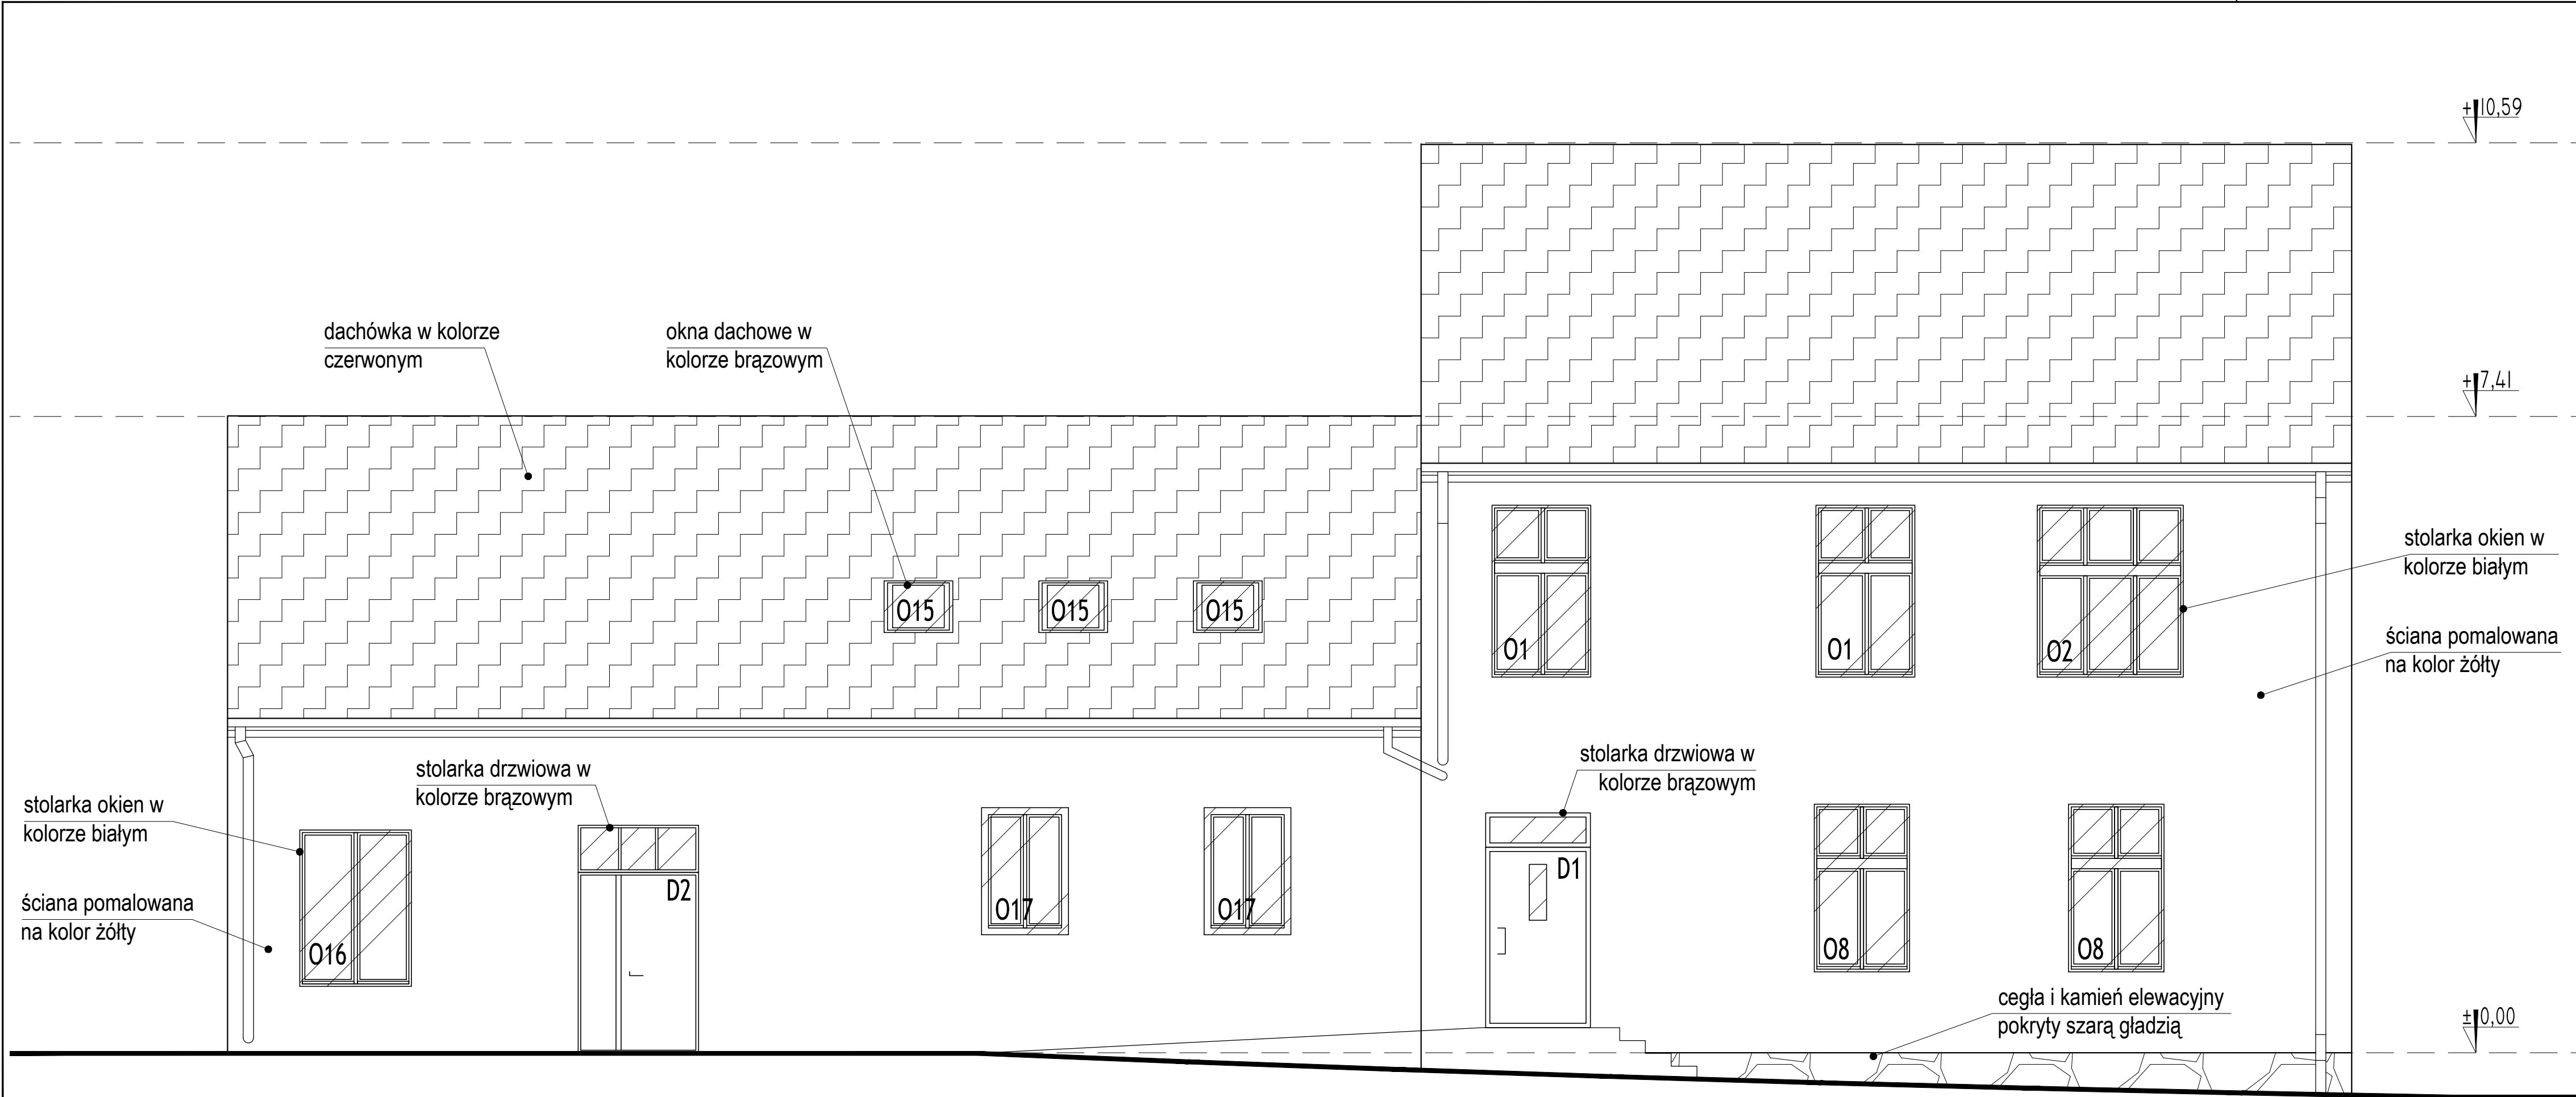 +10,59
dachówka w kolorze
czerwonym
okna dachowe w
kolorze brązowym
+7,41
stolarka okien w
kolorze białym
O15
O15
O15
O1
O1
O2
ściana pomalowana
na kolor żółty
stolarka drzwiowa w
kolorze brązowym
stolarka drzwiowa w
kolorze brązowym
stolarka okien w
kolorze białym
D2
D1
ściana pomalowana
na kolor żółty
O16
O17
O17
O8
O8
cegła i kamień elewacyjny
pokryty szarą gładzią
±0,00